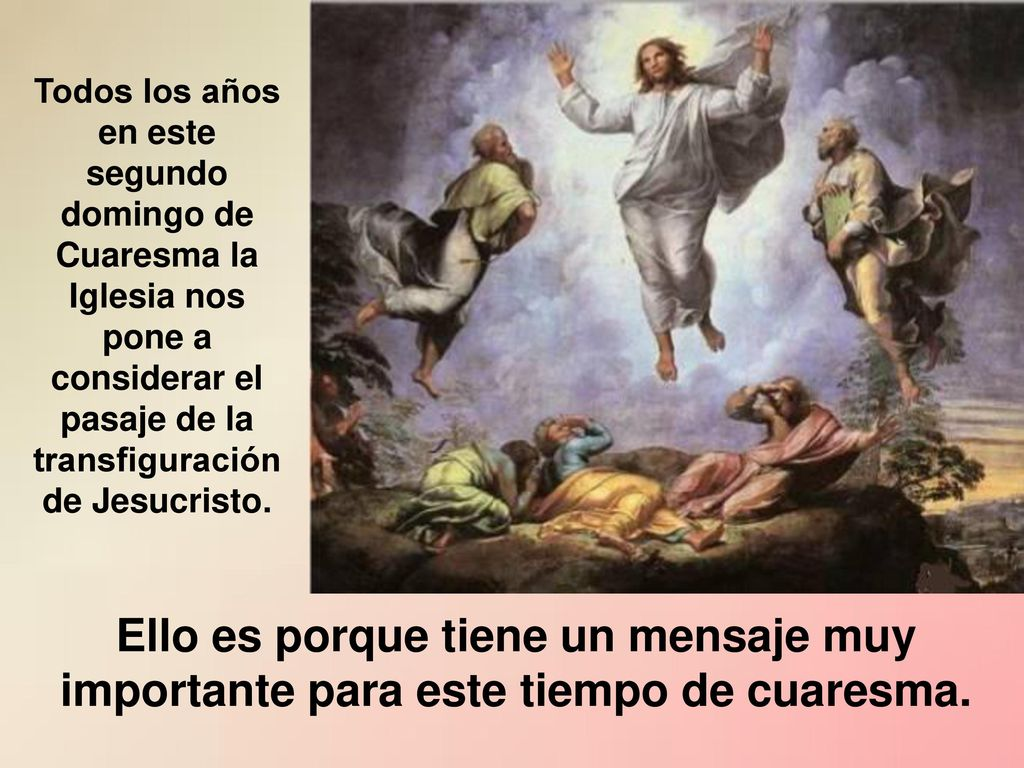 Todos los años
en este
segundo
domingo de
Cuaresma la
Iglesia nos
pone a
considerar el
pasaje de la
transfiguración
de Jesucristo.
Ello es porque tiene un mensaje muy
importante para este tiempo de cuaresma.